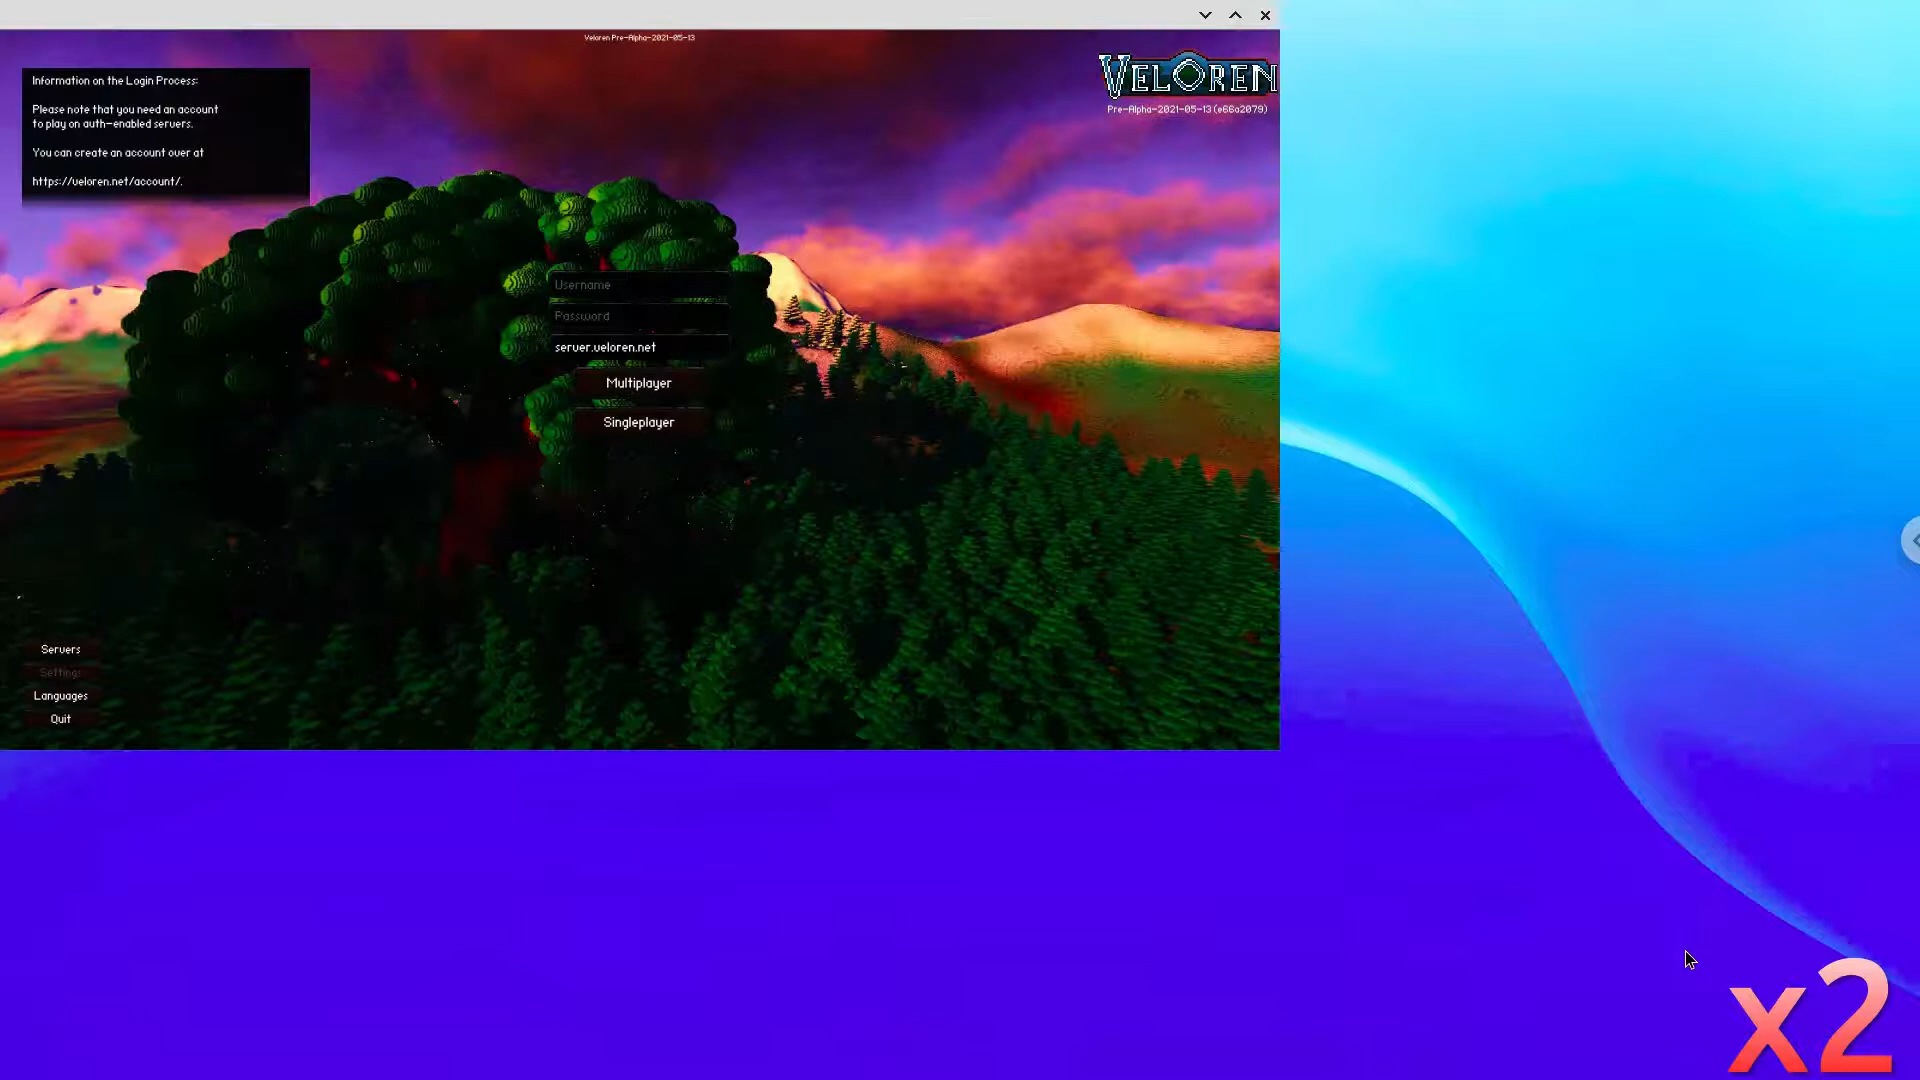 Veloren Pre-Alpha-2021-05-13
VELOREN
Pre-Alpha-2021-05-13 (e66a2079)
Information on the Login Process:
Please note that you need an account
to play on auth-enabled servers.
You can create an account over at
https://veloren.net/account/.
Username
Password
server.veloren.net
Multiplayer
Singleplayer
Servers
Settings
Languages
Quit
x2